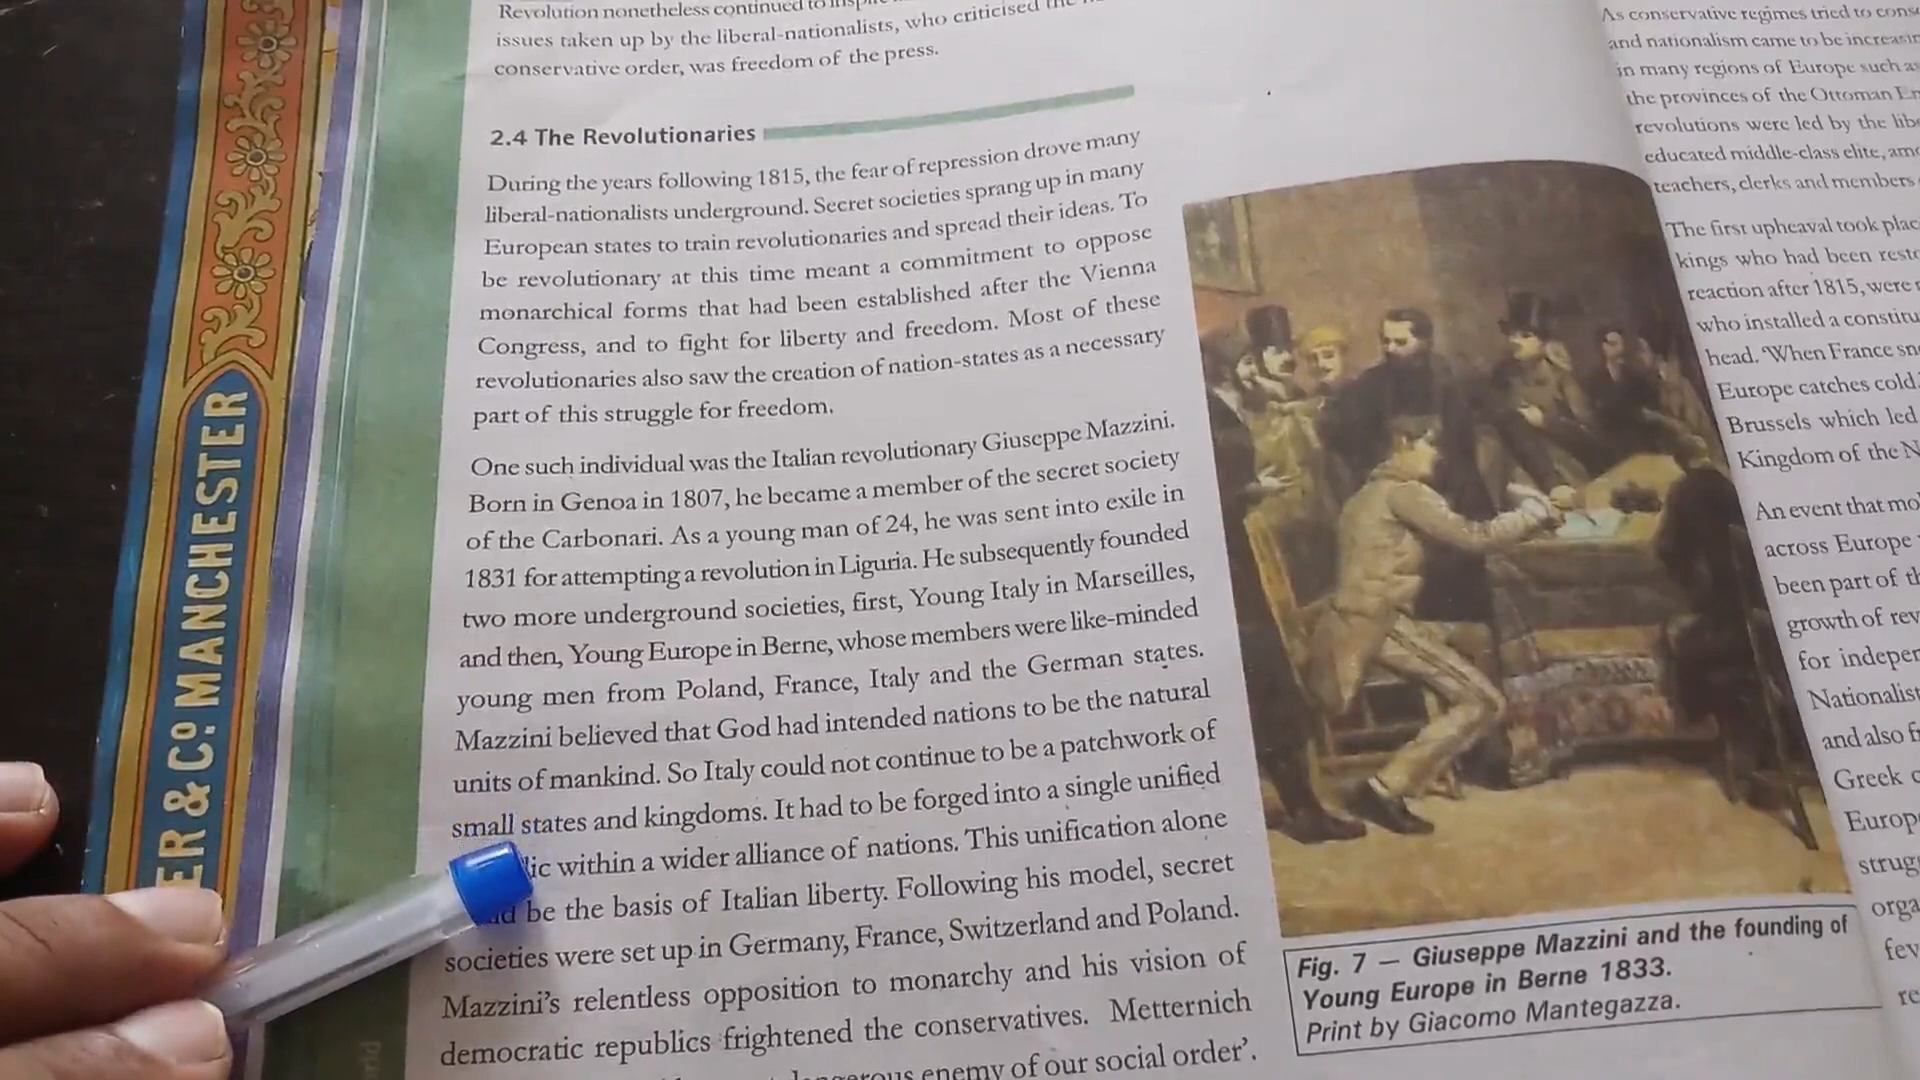 Revolution nonetheless continued to
issues taken up by the liberal-nationalists, who criticised the
conservative order, was freedom of the press.
2.4 The Revolutionaries
During the years following 1815, the fear of repression drove many
liberal-nationalists underground. Secret societies sprang up in many
European states to train revolutionaries and spread their ideas. To
be revolutionary at this time meant a commitment to oppose
monarchical forms that had been established after the Vienna
Congress, and to fight for liberty and freedom. Most of these
revolutionaries also saw the creation of nation-states as a necessary
part of this struggle for freedom.
One such individual was the Italian revolutionary Giuseppe Mazzini.
Born in Genoa in 1807, he became a member of the secret society
of the Carbonari. As a young man of 24, he was sent into exile in
1831 for attempting a revolution in Liguria. He subsequently founded
two more underground societies, first, Young Italy in Marseilles,
and then, Young Europe in Berne, whose members were like-minded
young men from Poland, France, Italy and the German states.
Mazzini believed that God had intended nations to be the natural
units of mankind. So Italy could not continue to be a patchwork of
small states and kingdoms. It had to be forged into a single unified
within a wider alliance of nations. This unification alone
be the basis of Italian liberty. Following his model, secret
societies were set up in Germany, France, Switzerland and Poland.
Mazzini's relentless opposition to monarchy and his vision of
democratic republics frightened the conservatives. Metternich
enemy of our social order'.
Fig. 7 — Giuseppe Mazzini and the founding of
Young Europe in Berne 1833.
Print by Giacomo Mantegazza.
As conservative regimes tried to
and nationalism came to be
in many regions of Europe such as
the provinces of the Ottoman
revolutions were led by the
educated middle-class elite,
teachers, clerks and members
The first upheaval took
kings who had been
reaction after 1815, were
who installed a
head. 'When France
Europe catches cold.'
Brussels which led
Kingdom of the
An event that
across Europe
been part of
growth of
for
Nationalist
and also
Greek
ER & Co. MANCHESTER